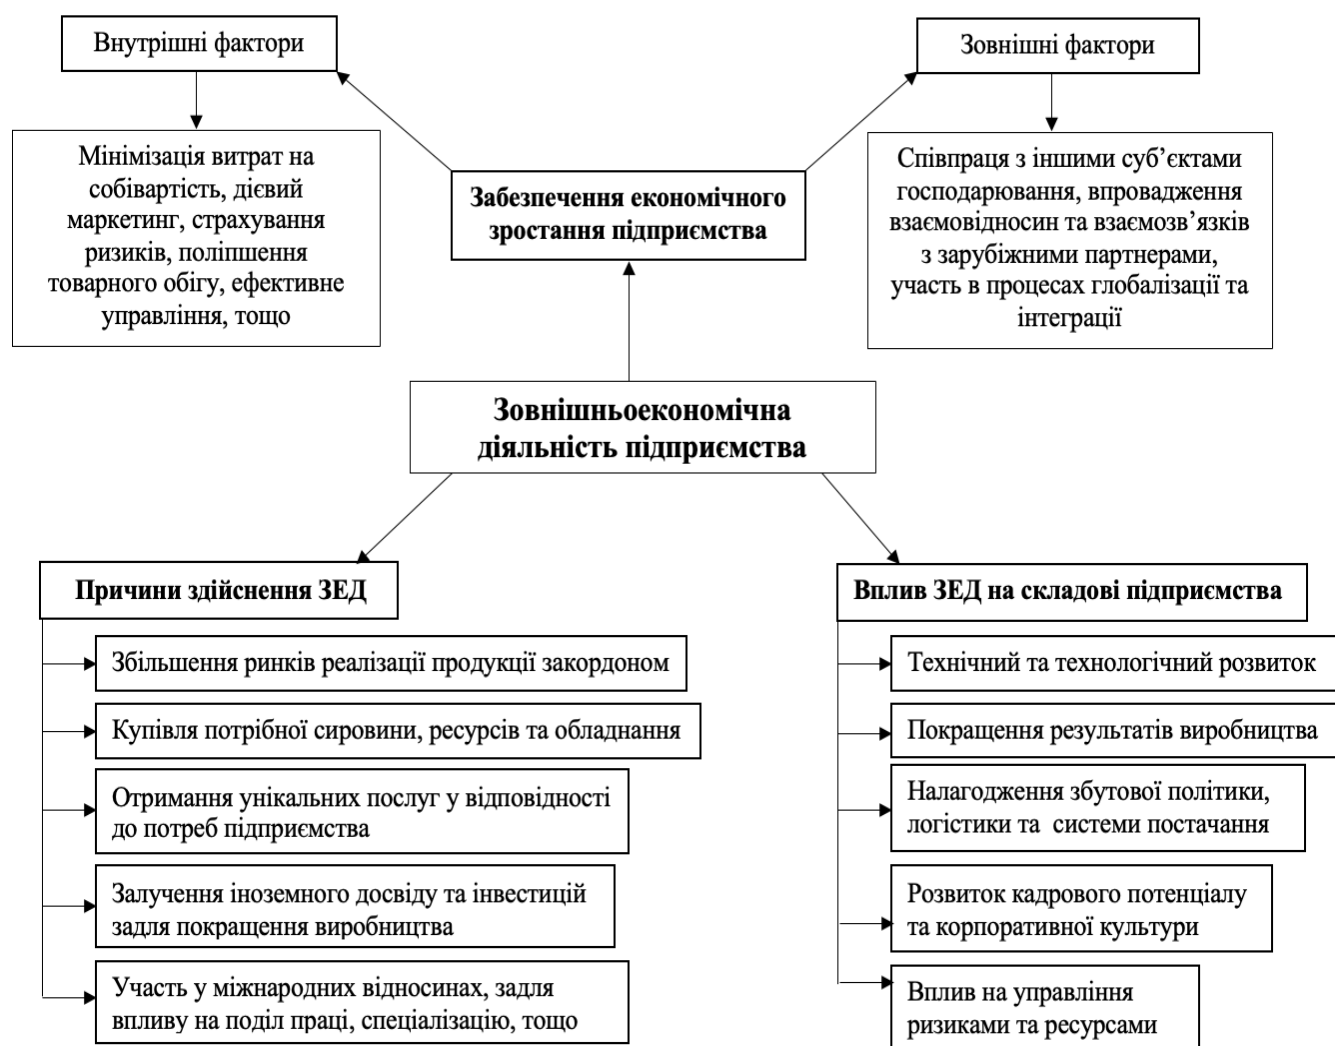 Внутрішні фактори
Зовнішні фактори
Мінімізація витрат на
собівартість, дієвий
маркетинг, страхування
ризиків, поліпшення
товарного обігу, ефективне
управління, тощо
Забезпечення економічного
зростання підприємства
Співпраця з іншими суб’єктами
господарювання, впровадження
взаємовідносин та взаємозв’язків
з зарубіжними партнерами,
участь в процесах глобалізації та
інтеграції
Зовнішньоекономічна
діяльність підприємства
Причини здійснення ЗЕД
Збільшення ринків реалізації продукції закордоном
Купівля потрібної сировини, ресурсів та обладнання
Отримання унікальних послуг у відповідності
до потреб підприємства
Залучення іноземного досвіду та інвестицій
задля покращення виробництва
Участь у міжнародних відносинах, задля
впливу на поділ праці, спеціалізацію, тощо
Вплив ЗЕД на складові підприємства
Технічний та технологічний розвиток
Покращення результатів виробництва
Налагодження збутової політики,
логістики та системи постачання
Розвиток кадрового потенціалу
та корпоративної культури
Вплив на управління
ризиками та ресурсами